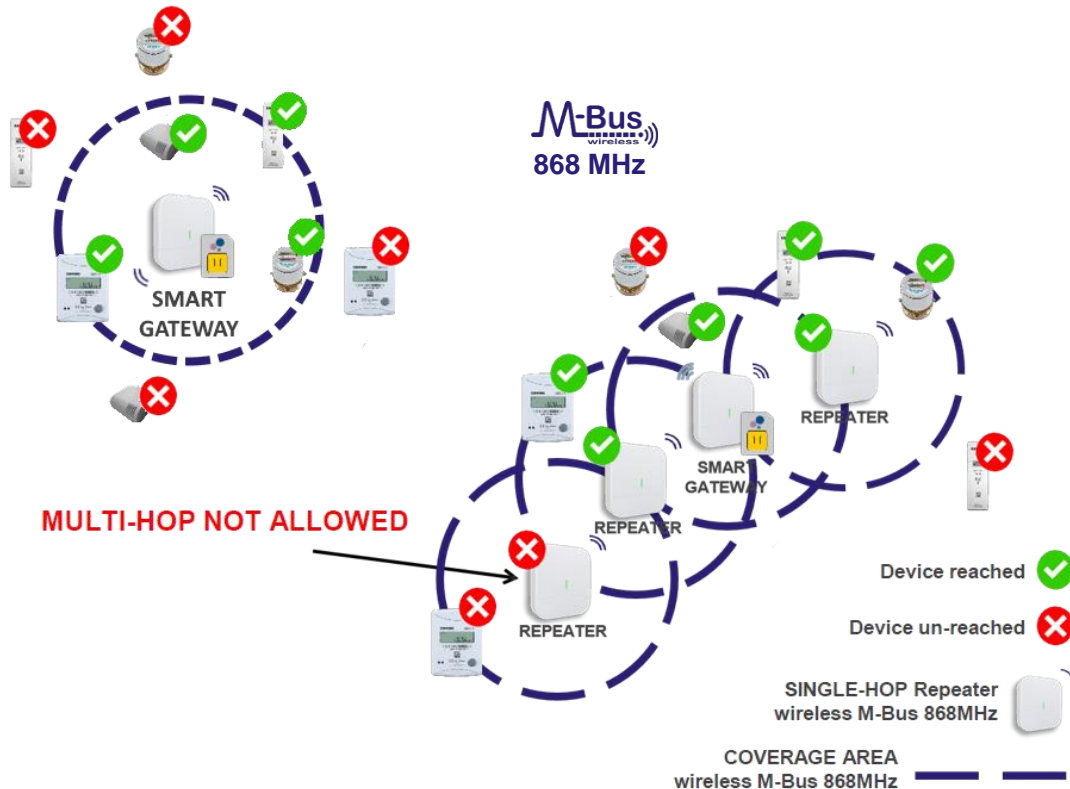 M-Bus
wireless
868 MHz
SMART
GATEWAY
REPEATER
SMART
GATEWAY
REPEATER
MULTI-HOP NOT ALLOWED
REPEATER
Device reached
Device un-reached
SINGLE-HOP Repeater
wireless M-Bus 868MHz
COVERAGE AREA
wireless M-Bus 868MHz